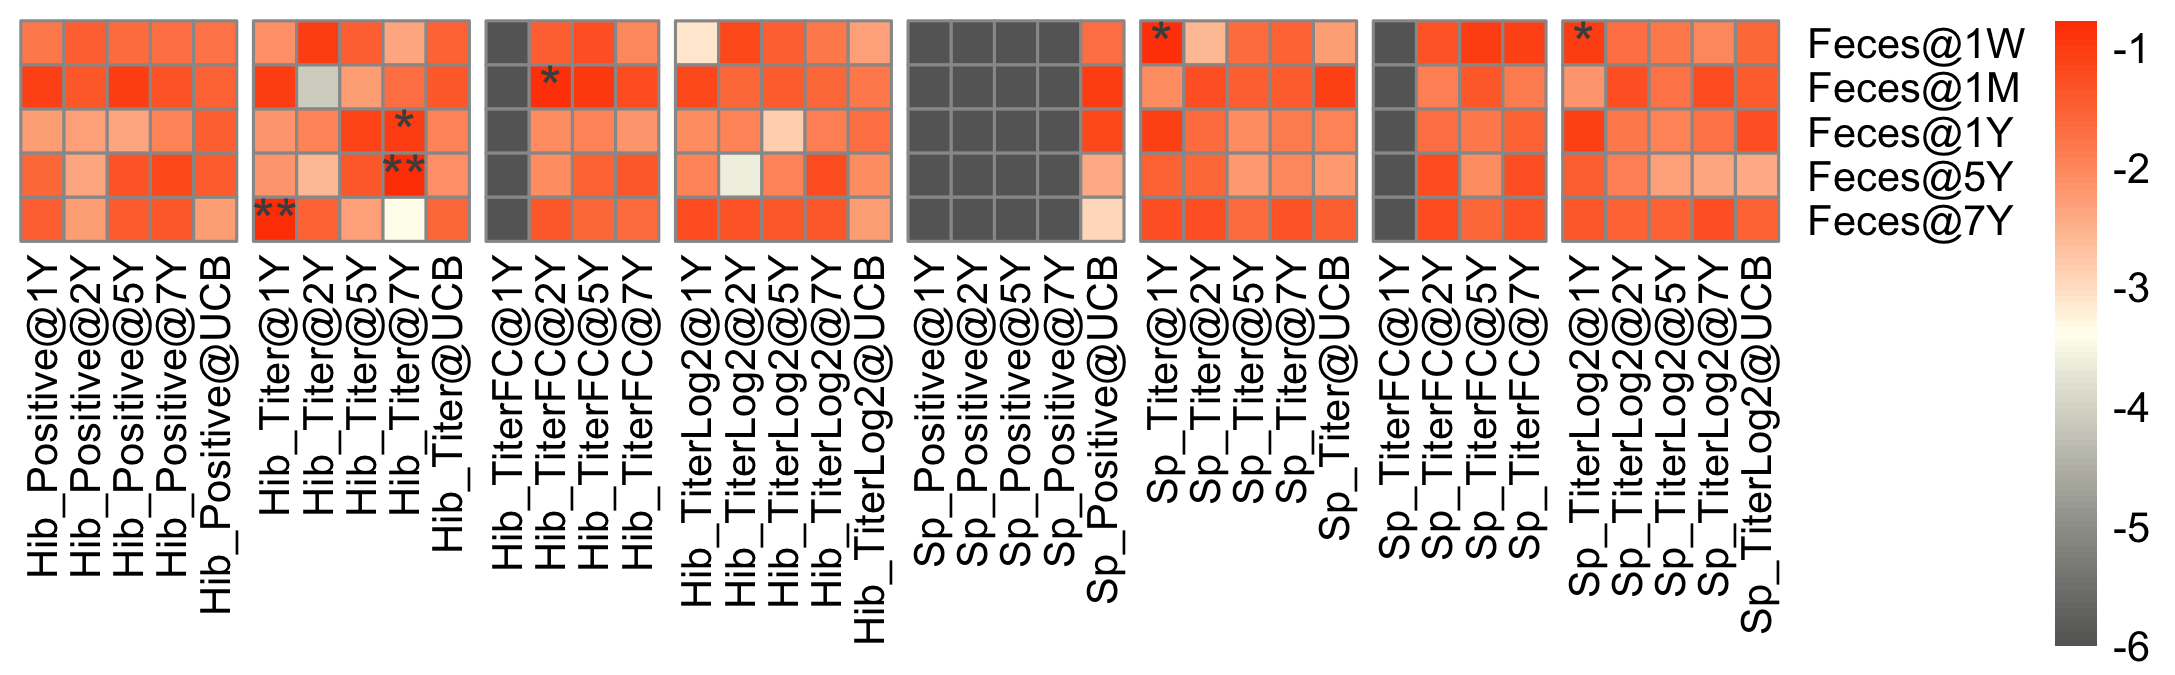 *
*
*
**
**
*
*
Feces@1W
Feces@1M
Feces@1Y
Feces@5Y
Feces@7Y
Hib_Positive@1Y
Hib_Positive@2Y
Hib_Positive@5Y
Hib_Positive@7Y
Hib_Positive@UCB
Hib_Titer@1Y
Hib_Titer@2Y
Hib_Titer@5Y
Hib_Titer@7Y
Hib_Titer@UCB
Hib_TiterFC@1Y
Hib_TiterFC@2Y
Hib_TiterFC@5Y
Hib_TiterFC@7Y
Hib_TiterLog2@1Y
Hib_TiterLog2@2Y
Hib_TiterLog2@5Y
Hib_TiterLog2@7Y
Hib_TiterLog2@UCB
Sp_Positive@1Y
Sp_Positive@2Y
Sp_Positive@5Y
Sp_Positive@7Y
Sp_Positive@UCB
Sp_Titer@1Y
Sp_Titer@2Y
Sp_Titer@5Y
Sp_Titer@7Y
Sp_Titer@UCB
Sp_TiterFC@1Y
Sp_TiterFC@2Y
Sp_TiterFC@5Y
Sp_TiterFC@7Y
Sp_TiterLog2@1Y
Sp_TiterLog2@2Y
Sp_TiterLog2@5Y
Sp_TiterLog2@7Y
Sp_TiterLog2@UCB
-1
-2
-3
-4
-5
-6